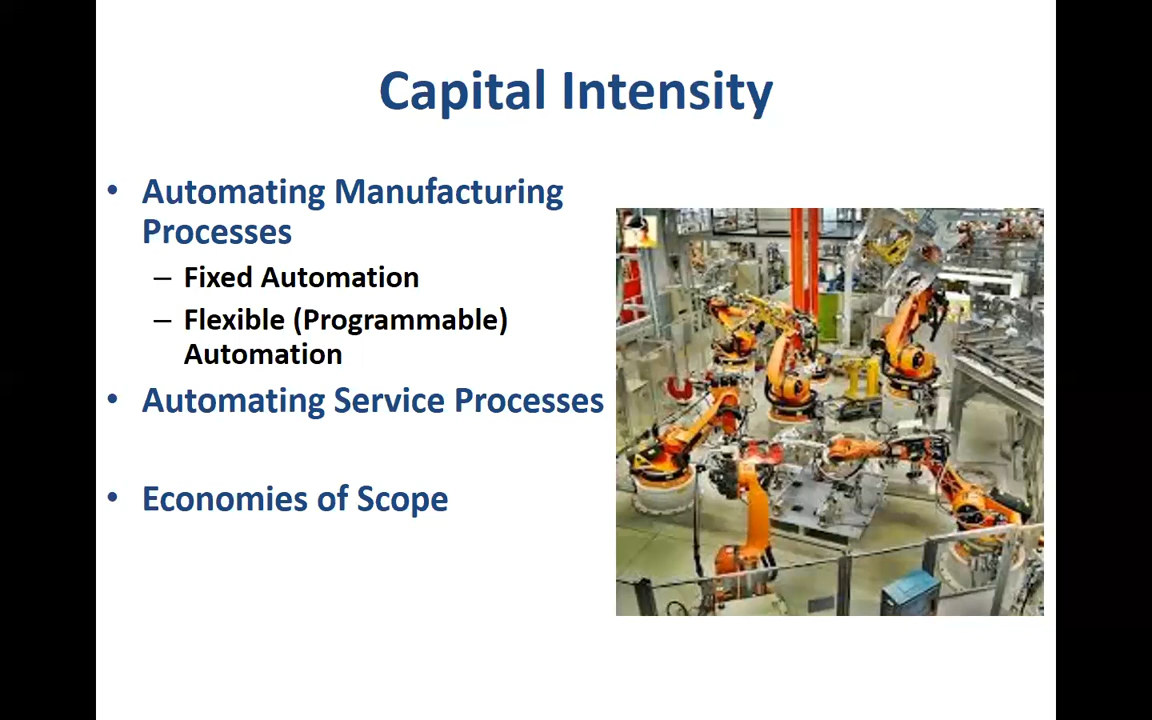 Capital Intensity
• Automating Manufacturing
Processes
– Fixed Automation
– Flexible (Programmable)
Automation
• Automating Service Processes
• Economies of Scope